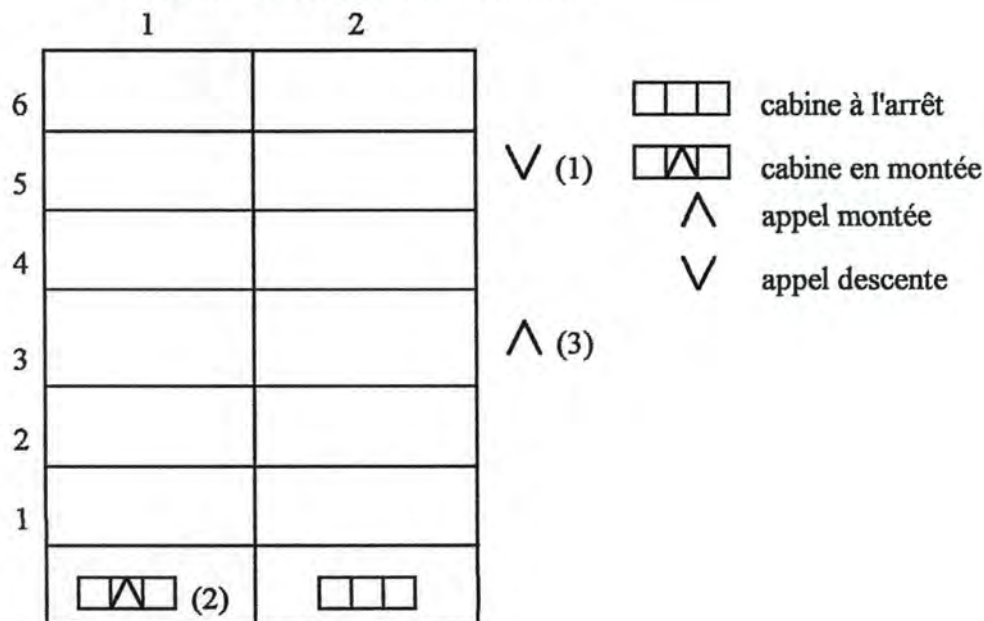 1 2
6
cabine à l'arrêt
5
(1)
cabine en montée
appel montée
4
appel descente
3
(3)
2
1
(2)